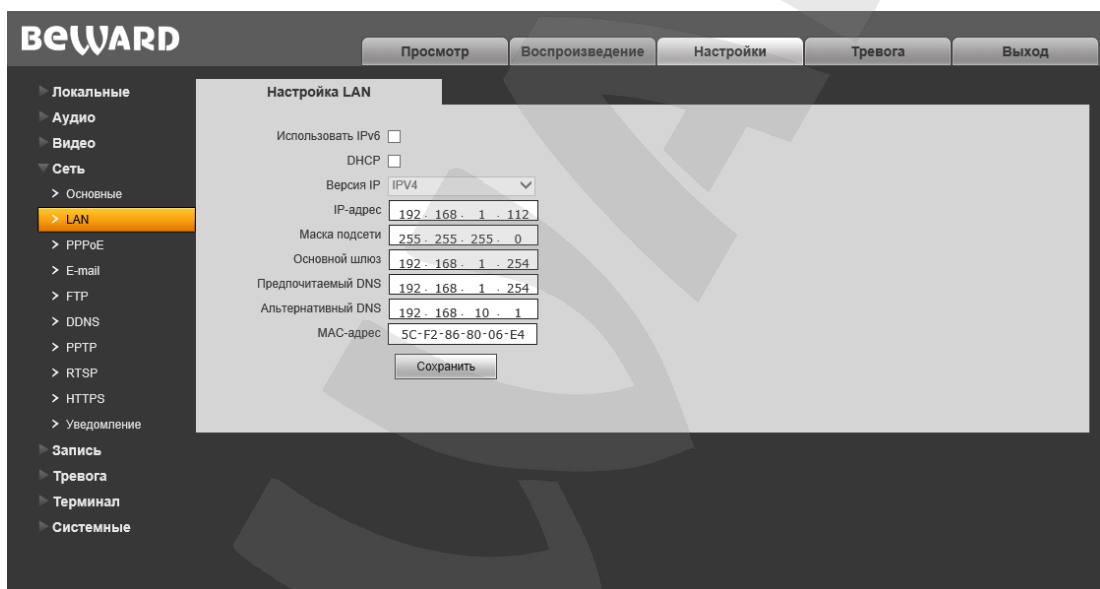 BEWARD
Просмотр Воспроизведение Настройки Тревога Выход
Локальные
Аудио
Видео
Сеть
> Основные
> LAN
> PPPoE
> E-mail
> FTP
> DDNS
> PPTP
> RTSP
> HTTPS
> Уведомление
Запись
Тревога
Терминал
Системные
Настройка LAN
Использовать IPv6
DHCP
Версия IP IPV4
IP-адрес 192 . 168 . 1 . 112
Маска подсети 255 . 255 . 255 . 0
Основной шлюз 192 . 168 . 1 . 254
Предпочитаемый DNS 192 . 168 . 1 . 254
Альтернативный DNS 192 . 168 . 10 . 1
MAC-адрес 5C-F2-86-80-06-E4
Сохранить